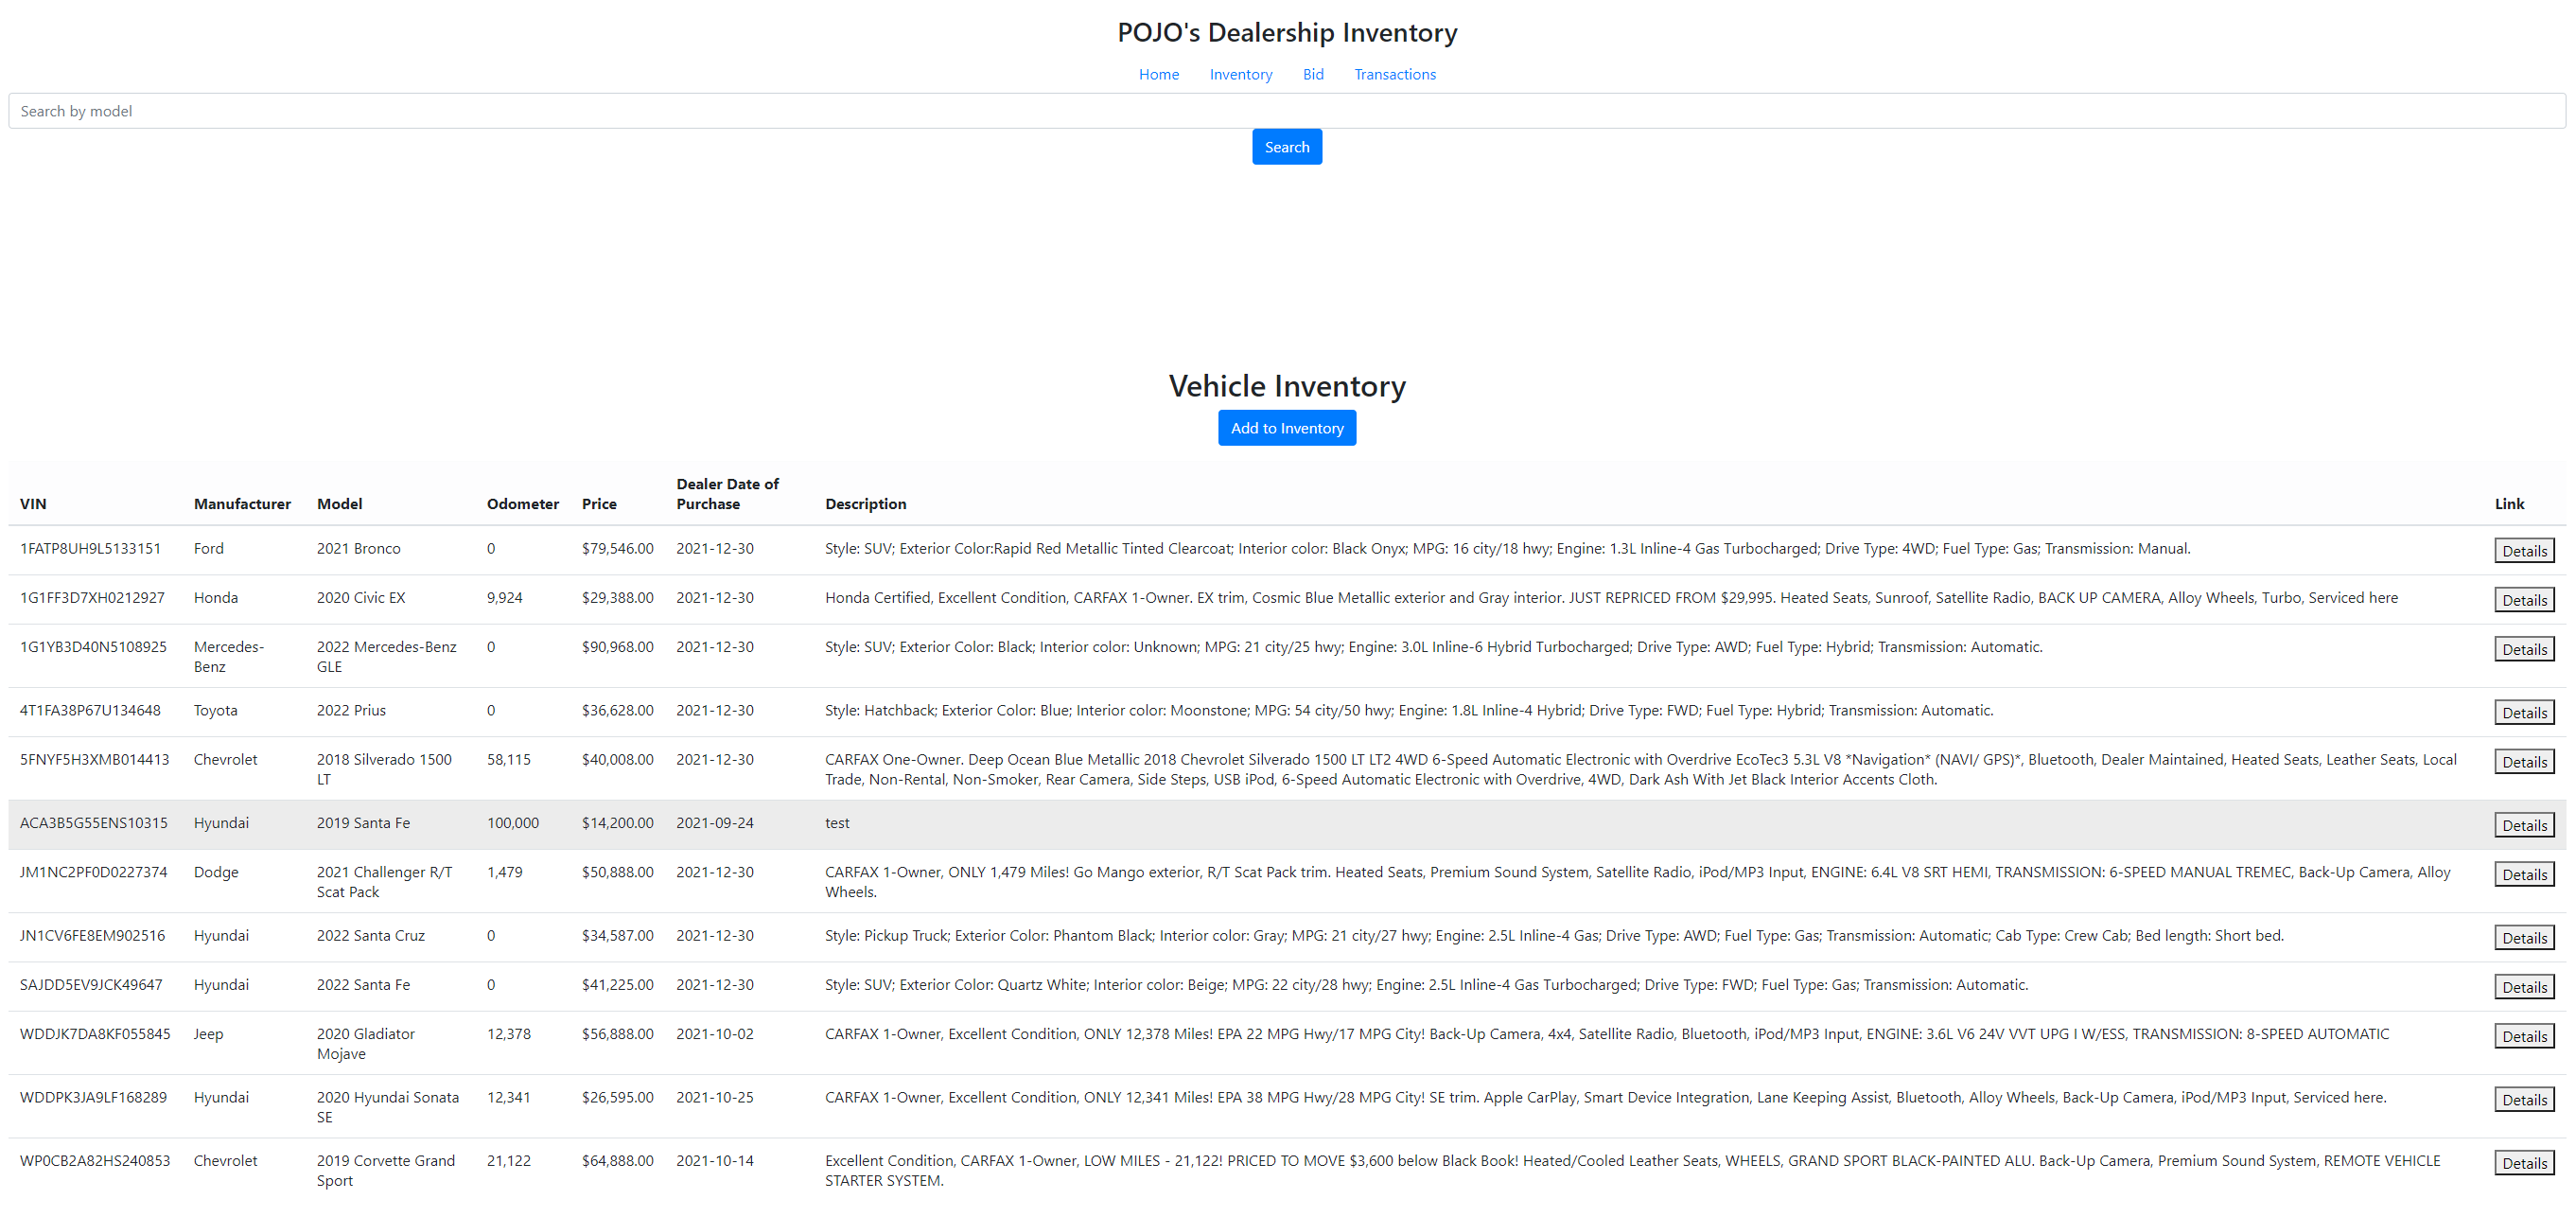 POJO's Dealership Inventory
Home Inventory Bid Transactions
Search by model
Search
Vehicle Inventory
Add to Inventory
VIN Manufacturer Model Odometer Price Dealer Date of Purchase Description Link
1FATP8UH9L5133151 Ford 2021 Bronco 0 $79,546.00 2021-12-30 Style: SUV; Exterior Color:Rapid Red Metallic Tinted Clearcoat; Interior color: Black Onyx; MPG: 16 city/18 hwy; Engine: 1.3L Inline-4 Gas Turbocharged; Drive Type: 4WD; Fuel Type: Gas; Transmission: Manual. Details
1G1FF3D7XH0212927 Honda 2020 Civic EX 9,924 $29,388.00 2021-12-30 Honda Certified, Excellent Condition, CARFAX 1-Owner. EX trim, Cosmic Blue Metallic exterior and Gray interior. JUST REPRICED FROM $29,995. Heated Seats, Sunroof, Satellite Radio, BACK UP CAMERA, Alloy Wheels, Turbo, Serviced here Details
1G1YB3D40N5108925 Mercedes-Benz 2022 Mercedes-Benz GLE 0 $90,968.00 2021-12-30 Style: SUV; Exterior Color: Black; Interior color: Unknown; MPG: 21 city/25 hwy; Engine: 3.0L Inline-6 Hybrid Turbocharged; Drive Type: AWD; Fuel Type: Hybrid; Transmission: Automatic. Details
4T1FA38P67U134648 Toyota 2022 Prius 0 $36,628.00 2021-12-30 Style: Hatchback; Exterior Color: Blue; Interior color: Moonstone; MPG: 54 city/50 hwy; Engine: 1.8L Inline-4 Hybrid; Drive Type: FWD; Fuel Type: Hybrid; Transmission: Automatic. Details
5FNYF5H3XMB014413 Chevrolet 2018 Silverado 1500 LT 58,115 $40,008.00 2021-12-30 CARFAX One-Owner. Deep Ocean Blue Metallic 2018 Chevrolet Silverado 1500 LT LT2 4WD 6-Speed Automatic Electronic with Overdrive EcoTec3 5.3L V8 *Navigation* (NAVI/ GPS)*, Bluetooth, Dealer Maintained, Heated Seats, Leather Seats, Local
Trade, Non-Rental, Non-Smoker, Rear Camera, Side Steps, USB iPod, 6-Speed Automatic Electronic with Overdrive, 4WD, Dark Ash With Jet Black Interior Accents Cloth. Details
ACA3B5G55ENS10315 Hyundai 2019 Santa Fe 100,000 $14,200.00 2021-09-24 test Details
JM1NC2PF0D0227374 Dodge 2021 Challenger R/T Scat Pack 1,479 $50,888.00 2021-12-30 CARFAX 1-Owner, ONLY 1,479 Miles! Go Mango exterior, R/T Scat Pack trim. Heated Seats, Premium Sound System, Satellite Radio, iPod/MP3 Input, ENGINE: 6.4L V8 SRT HEMI, TRANSMISSION: 6-SPEED MANUAL TREMEC, Back-Up Camera, Alloy
Wheels. Details
JN1CV6FE8EM902516 Hyundai 2022 Santa Cruz 0 $34,587.00 2021-12-30 Style: Pickup Truck; Exterior Color: Phantom Black; Interior color: Gray; MPG: 21 city/27 hwy; Engine: 2.5L Inline-4 Gas; Drive Type: AWD; Fuel Type: Gas; Transmission: Automatic; Cab Type: Crew Cab; Bed length: Short bed. Details
SAJDD5EV9JCK49647 Hyundai 2022 Santa Fe 0 $41,225.00 2021-12-30 Style: SUV; Exterior Color: Quartz White; Interior color: Beige; MPG: 22 city/28 hwy; Engine: 2.5L Inline-4 Gas Turbocharged; Drive Type: FWD; Fuel Type: Gas; Transmission: Automatic. Details
WDDJK7DA8KF055845 Jeep 2020 Gladiator Mojave 12,378 $56,888.00 2021-10-02 CARFAX 1-Owner, Excellent Condition, ONLY 12,378 Miles! EPA 22 MPG Hwy/17 MPG City! Back-Up Camera, 4x4, Satellite Radio, Bluetooth, iPod/MP3 Input, ENGINE: 3.6L V6 24V VVT UPG I W/ESS, TRANSMISSION: 8-SPEED AUTOMATIC Details
WDDPK3JA9LF168289 Hyundai 2020 Hyundai Sonata SE 12,341 $26,595.00 2021-10-25 CARFAX 1-Owner, Excellent Condition, ONLY 12,341 Miles! EPA 38 MPG Hwy/28 MPG City! SE trim. Apple CarPlay, Smart Device Integration, Lane Keeping Assist, Bluetooth, Alloy Wheels, Back-Up Camera, iPod/MP3 Input, Serviced here. Details
WP0CB2A82HS240853 Chevrolet 2019 Corvette Grand Sport 21,122 $64,888.00 2021-10-14 Excellent Condition, CARFAX 1-Owner, LOW MILES - 21,122! PRICED TO MOVE $3,600 below Black Book! Heated/Cooled Leather Seats, WHEELS, GRAND SPORT BLACK-PAINTED ALU. Back-Up Camera, Premium Sound System, REMOTE VEHICLE
STARTER SYSTEM. Details